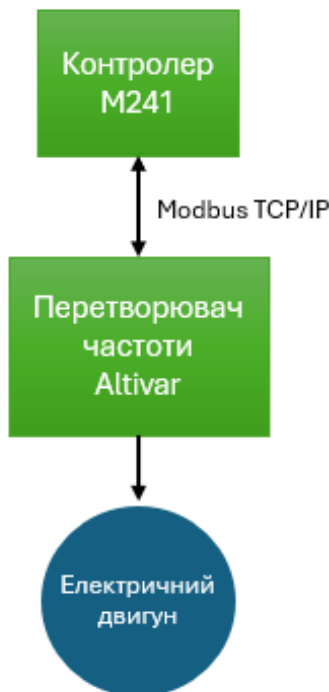 Контролер
M241
Modbus TCP/IP
Перетворювач
частоти
Altivar
Електричний
двигун